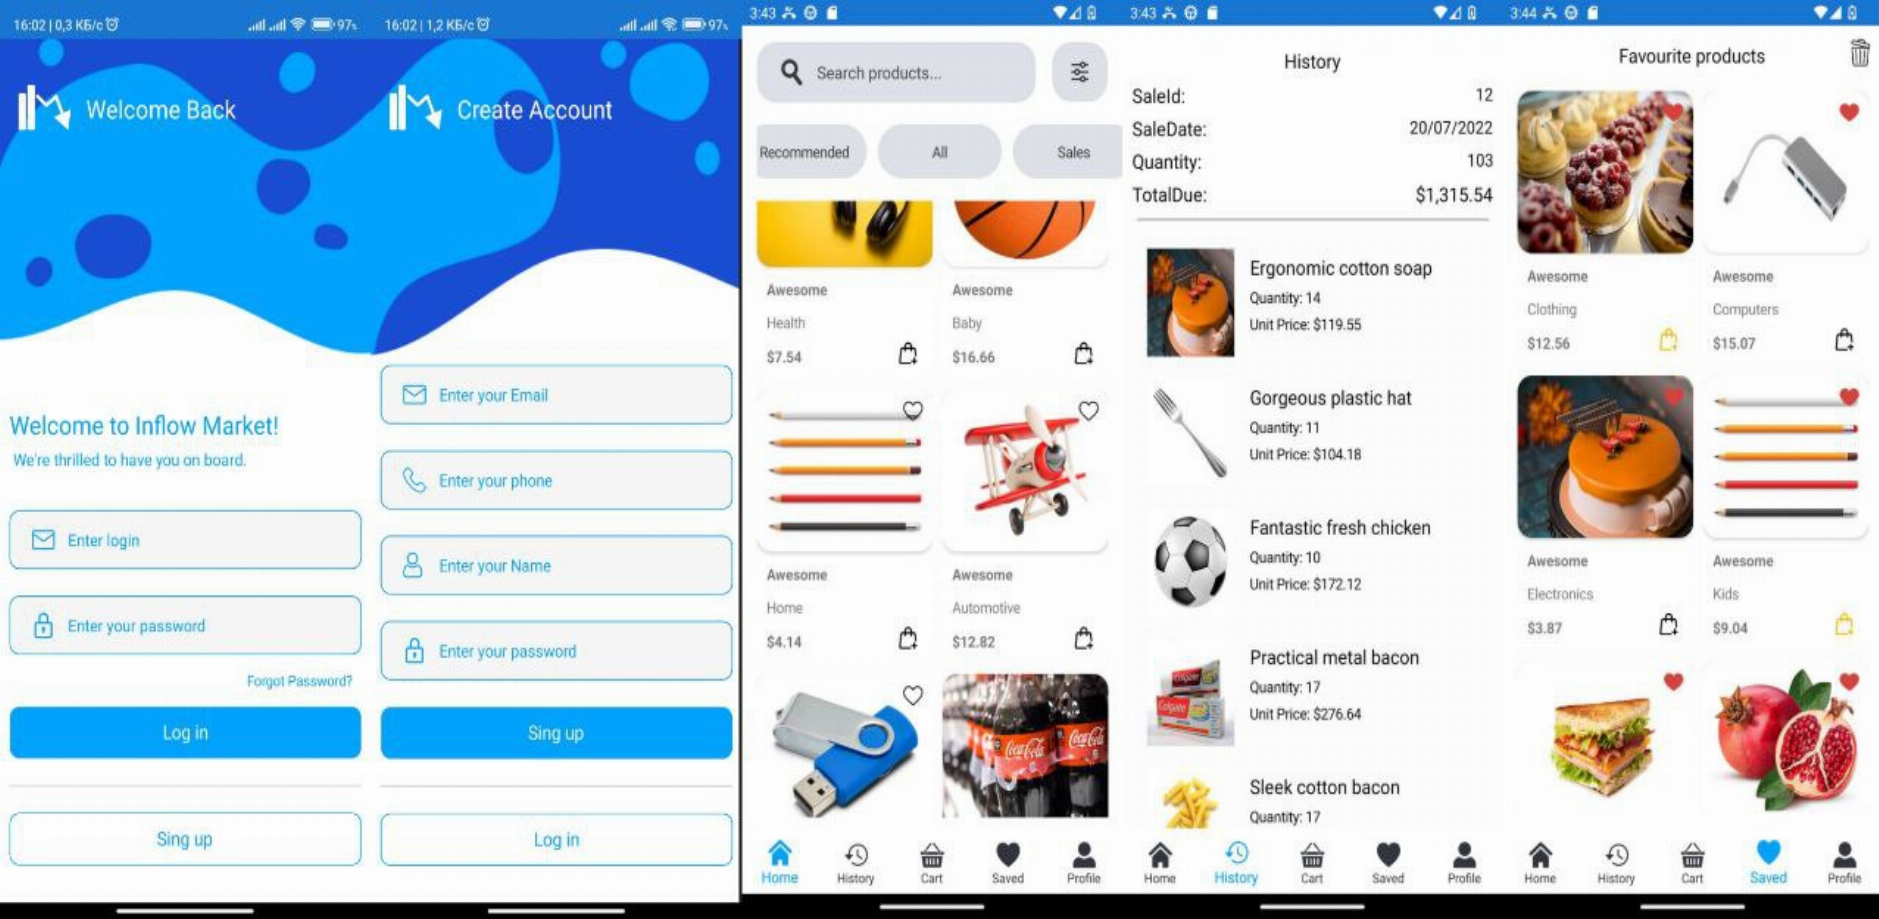 16:02 | 0,3 КБ/с
97%
Welcome Back
Welcome to Inflow Market!
We're thrilled to have you on board.
Enter login
Enter your password
Forgot Password?
Log in
Sing up
16:02 | 1,2 КБ/с
97%
Create Account
Enter your Email
Enter your phone
Enter your Name
Enter your password
Sing up
Log in
3:43
Search products...
Recommended
All
Sales
Awesome
Health
$7.54
Awesome
Baby
$16.66
Awesome
Home
$4.14
Awesome
Automotive
$12.82
Coca-Cola
Coca-Cola
Home
History
Cart
Saved
Profile
3:43
History
SaleId: 12
SaleDate: 20/07/2022
Quantity: 103
TotalDue: $1,315.54
Ergonomic cotton soap
Quantity: 14
Unit Price: $119.55
Gorgeous plastic hat
Quantity: 11
Unit Price: $104.18
Fantastic fresh chicken
Quantity: 10
Unit Price: $172.12
Colgate
Colgate
Practical metal bacon
Quantity: 17
Unit Price: $276.64
Sleek cotton bacon
Quantity: 17
Home
History
Cart
Saved
Profile
3:44
Favourite products
Awesome
Clothing
$12.56
Awesome
Computers
$15.07
Awesome
Electronics
$3.87
Awesome
Kids
$9.04
Home
History
Cart
Saved
Profile